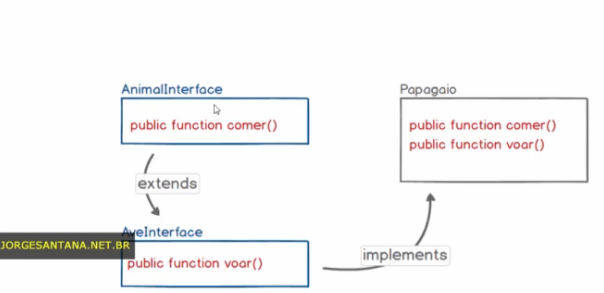 AnimalInterface
public function comer()
extends
AveInterface
public function voar()
Papagaio
public function comer()
public function voar()
implements
JORGESANTANA.NET.BR